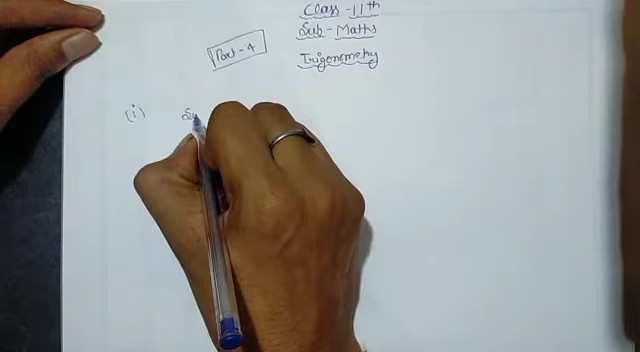 Class - 11th
Sub - Maths
Part - 4
Trigonometry
(i)